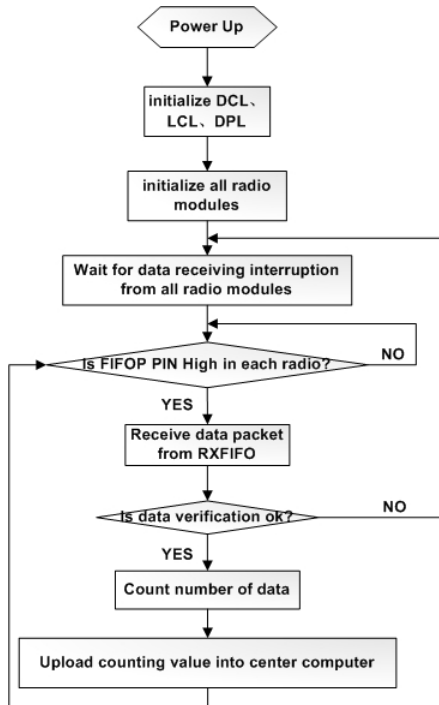 Power Up
initialize DCL、
LCL、DPL
initialize all radio
modules
Wait for data receiving interruption
from all radio modules
Is FIFOP PIN High in each radio?
NO
YES
Receive data packet
from RXFIFO
Is data verification ok?
NO
YES
Count number of data
Upload counting value into center computer